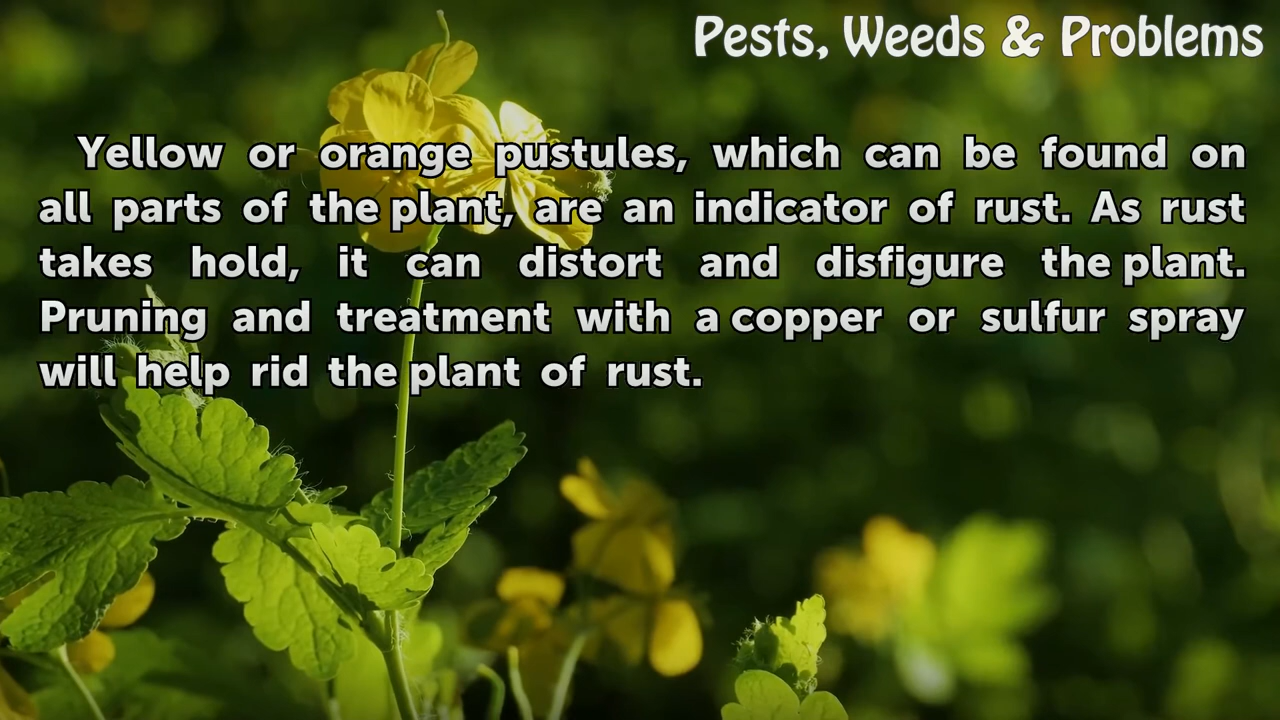 Pests, Weeds & Problems
Yellow or orange pustules, which can be found on
all parts of the plant, are an indicator of rust. As rust
takes hold, it can distort and disfigure the plant.
Pruning and treatment with a copper or sulfur spray
will help rid the plant of rust.